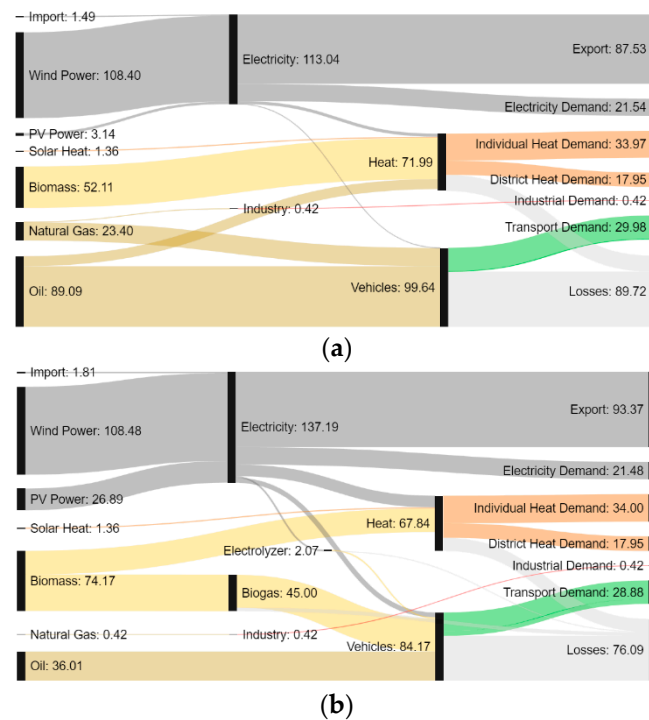 Import: 1.49
Wind Power: 108.40
Electricity: 113.04
Export: 87.53
Electricity Demand: 21.54
PV Power: 3.14
Solar Heat: 1.36
Individual Heat Demand: 33.97
Heat: 71.99
Biomass: 52.11
District Heat Demand: 17.95
Industry: 0.42
Industrial Demand: 0.42
Natural Gas: 23.40
Transport Demand: 29.98
Oil: 89.09
Vehicles: 99.64
Losses: 89.72
(a)
Import: 1.81
Wind Power: 108.48
Electricity: 137.19
Export: 93.37
Electricity Demand: 21.48
PV Power: 26.89
Individual Heat Demand: 34.00
Solar Heat: 1.36
Heat: 67.84
District Heat Demand: 17.95
Electrolyzer: 2.07
Industrial Demand: 0.42
Biomass: 74.17
Biogas: 45.00
Transport Demand: 28.88
Natural Gas: 0.42
Industry: 0.42
Vehicles: 84.17
Losses: 76.09
Oil: 36.01
(b)